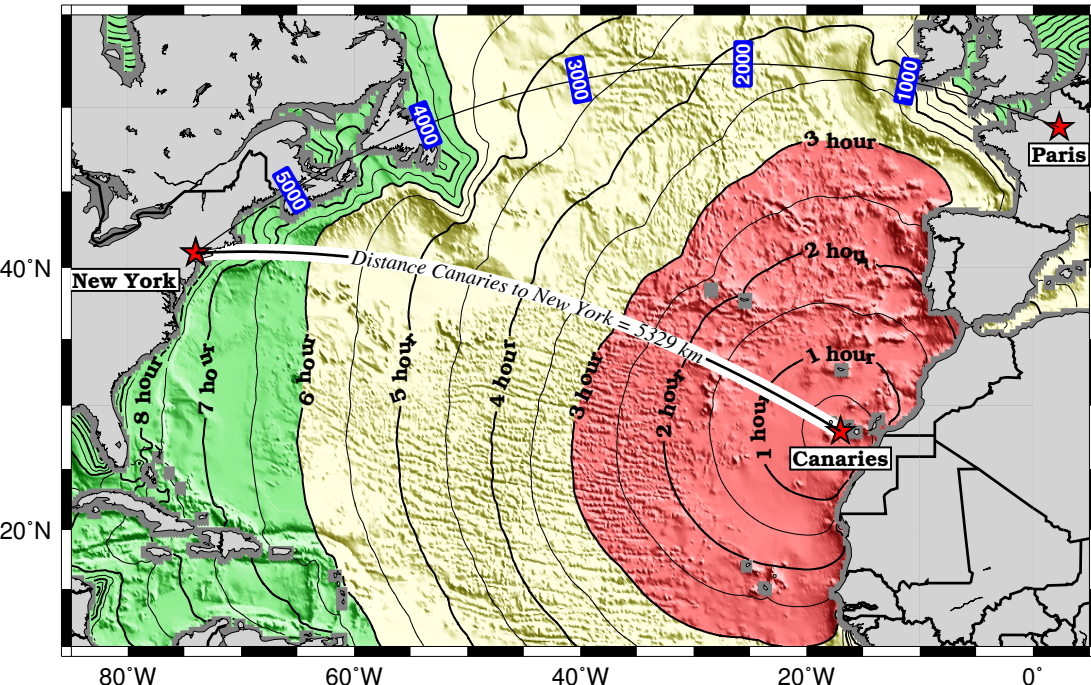 3000
2000
1000
4000
5000
3 hour
Paris
2 hou
40°N
New York
Distance Canaries to New York = 5329 km
1 hour
8 hour
7 hour
6 hour
5 hour
4 hour
3 hour
2 hour
1 hour
Canaries
20°N
80°W
60°W
40°W
20°W
0°